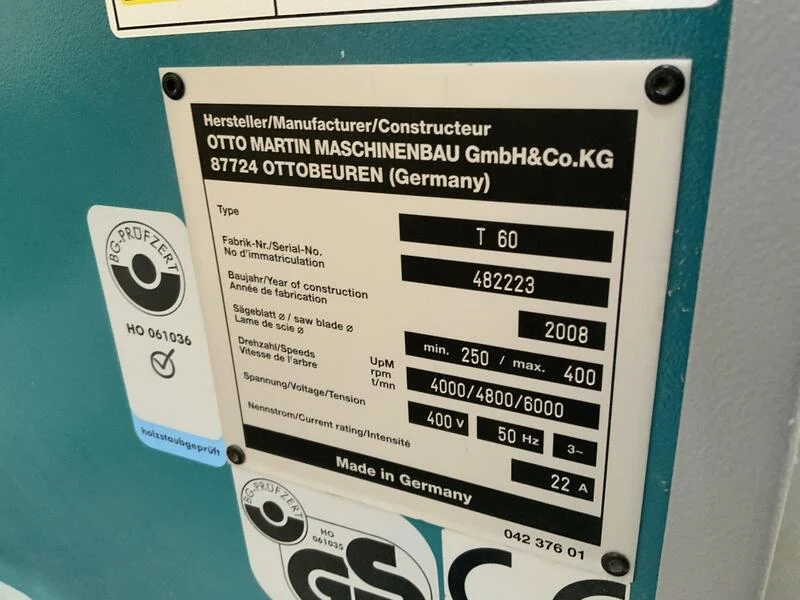 Hersteller/Manufacturer/Constructeur
OTTO MARTIN MASCHINENBAU GmbH&Co.KG
87724 OTTOBEUREN (Germany)
Type
T 60
Fabrik-Nr./Serial-No.
No d'immatriculation
482223
Baujahr/Year of construction
Année de fabrication
2008
Sägeblatt ø / saw blade ø
Lame de scie ø
min. 250 / max. 400
Drehzahl/Speeds
Vitesse de l'arbre
UpM
rpm
t/mn
4000/4800/6000
Spannung/Voltage/Tension
400 V 50 Hz 3~
Nennstrom/Current rating/Intensité
22 A
Made in Germany
042 376 01
BG-PRÜFZERT
HO 061036
holzstaubgeprüft
BG-PRÜFZERT
HO
061035
GS
C